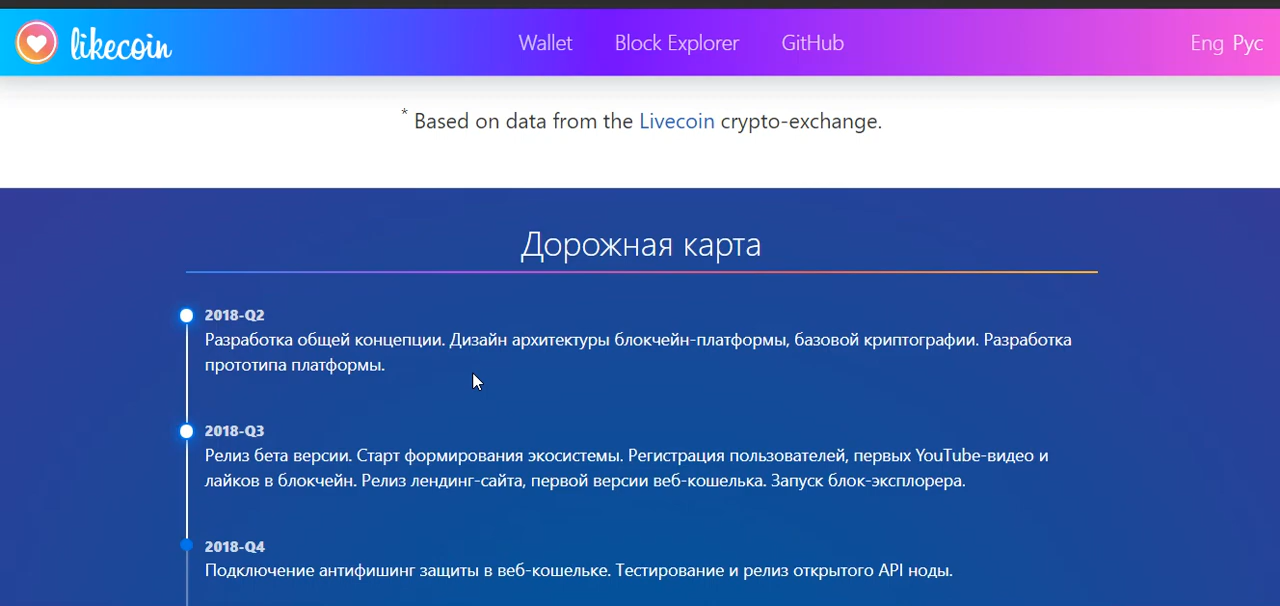 likecoin
Wallet Block Explorer GitHub
Eng Рус
* Based on data from the Livecoin crypto-exchange.
Дорожная карта
2018-Q2
Разработка общей концепции. Дизайн архитектуры блокчейн-платформы, базовой криптографии. Разработка
прототипа платформы.
2018-Q3
Релиз бета версии. Старт формирования экосистемы. Регистрация пользователей, первых YouTube-видео и
лайков в блокчейн. Релиз лендинг-сайта, первой версии веб-кошелька. Запуск блок-эксплорера.
2018-Q4
Подключение антифишинг защиты в веб-кошельке. Тестирование и релиз открытого API ноды.